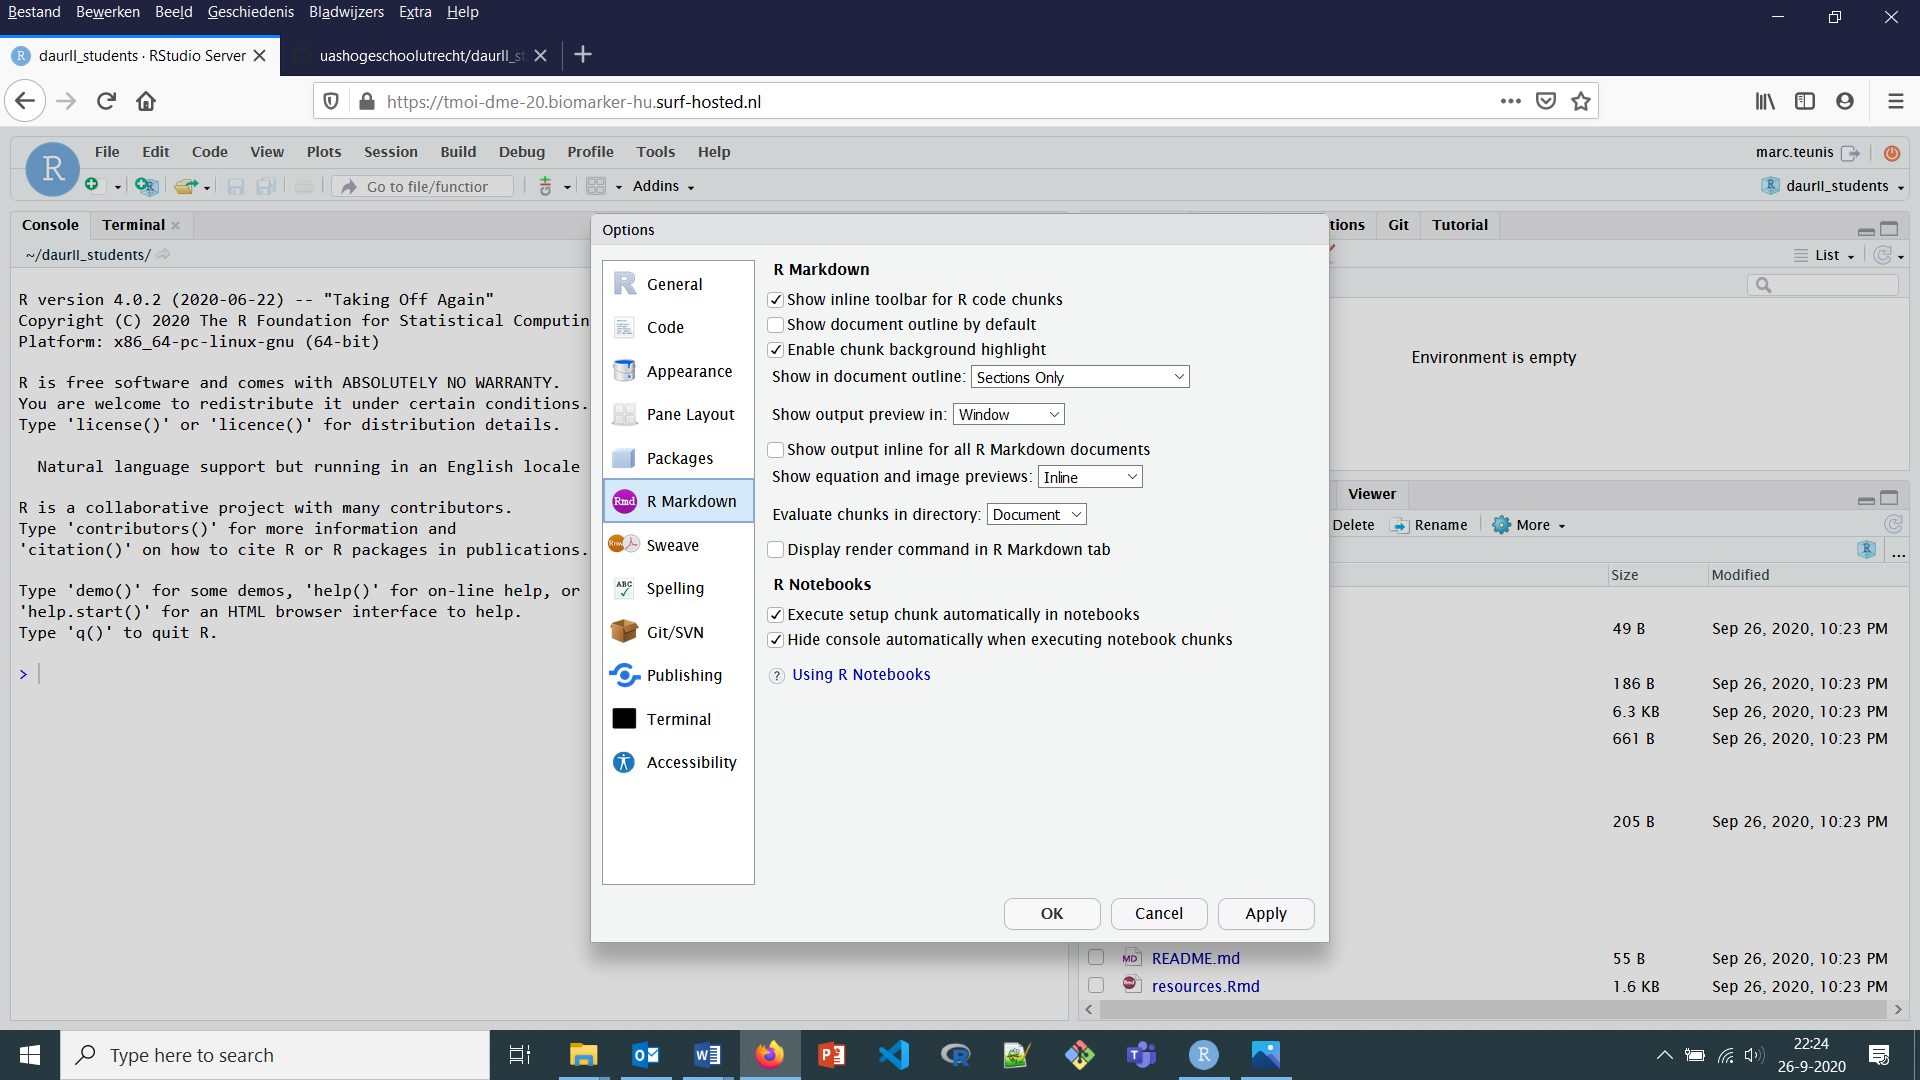 Bestand Bewerken Beeld Geschiedenis Bladwijzers Extra Help
daurII_students · RStudio Server
uashogeschoolutrecht/daurII_st
https://tmoi-dme-20.biomarker-hu.surf-hosted.nl
File Edit Code View Plots Session Build Debug Profile Tools Help
marc.teunis
Go to file/function
Addins
daurII_students
Console Terminal
~/daurII_students/
R version 4.0.2 (2020-06-22) -- "Taking Off Again"
Copyright (C) 2020 The R Foundation for Statistical Computin
Platform: x86_64-pc-linux-gnu (64-bit)
R is free software and comes with ABSOLUTELY NO WARRANTY.
You are welcome to redistribute it under certain conditions.
Type 'license()' or 'licence()' for distribution details.
Natural language support but running in an English locale
R is a collaborative project with many contributors.
Type 'contributors()' for more information and
'citation()' on how to cite R or R packages in publications.
Type 'demo()' for some demos, 'help()' for on-line help, or
'help.start()' for an HTML browser interface to help.
Type 'q()' to quit R.
>
Options
General
Code
Appearance
Pane Layout
Packages
Rmd R Markdown
Sweave
ABC Spelling
Git/SVN
Publishing
Terminal
Accessibility
R Markdown
Show inline toolbar for R code chunks
Show document outline by default
Enable chunk background highlight
Show in document outline: Sections Only
Show output preview in: Window
Show output inline for all R Markdown documents
Show equation and image previews: Inline
Evaluate chunks in directory: Document
Display render command in R Markdown tab
R Notebooks
Execute setup chunk automatically in notebooks
Hide console automatically when executing notebook chunks
? Using R Notebooks
OK Cancel Apply
tions Git Tutorial
List
Environment is empty
Viewer
Delete Rename More
...
Size Modified
49 B Sep 26, 2020, 10:23 PM
186 B Sep 26, 2020, 10:23 PM
6.3 KB Sep 26, 2020, 10:23 PM
661 B Sep 26, 2020, 10:23 PM
205 B Sep 26, 2020, 10:23 PM
MD README.md 55 B Sep 26, 2020, 10:23 PM
resources.Rmd 1.6 KB Sep 26, 2020, 10:23 PM
Type here to search
22:24
26-9-2020